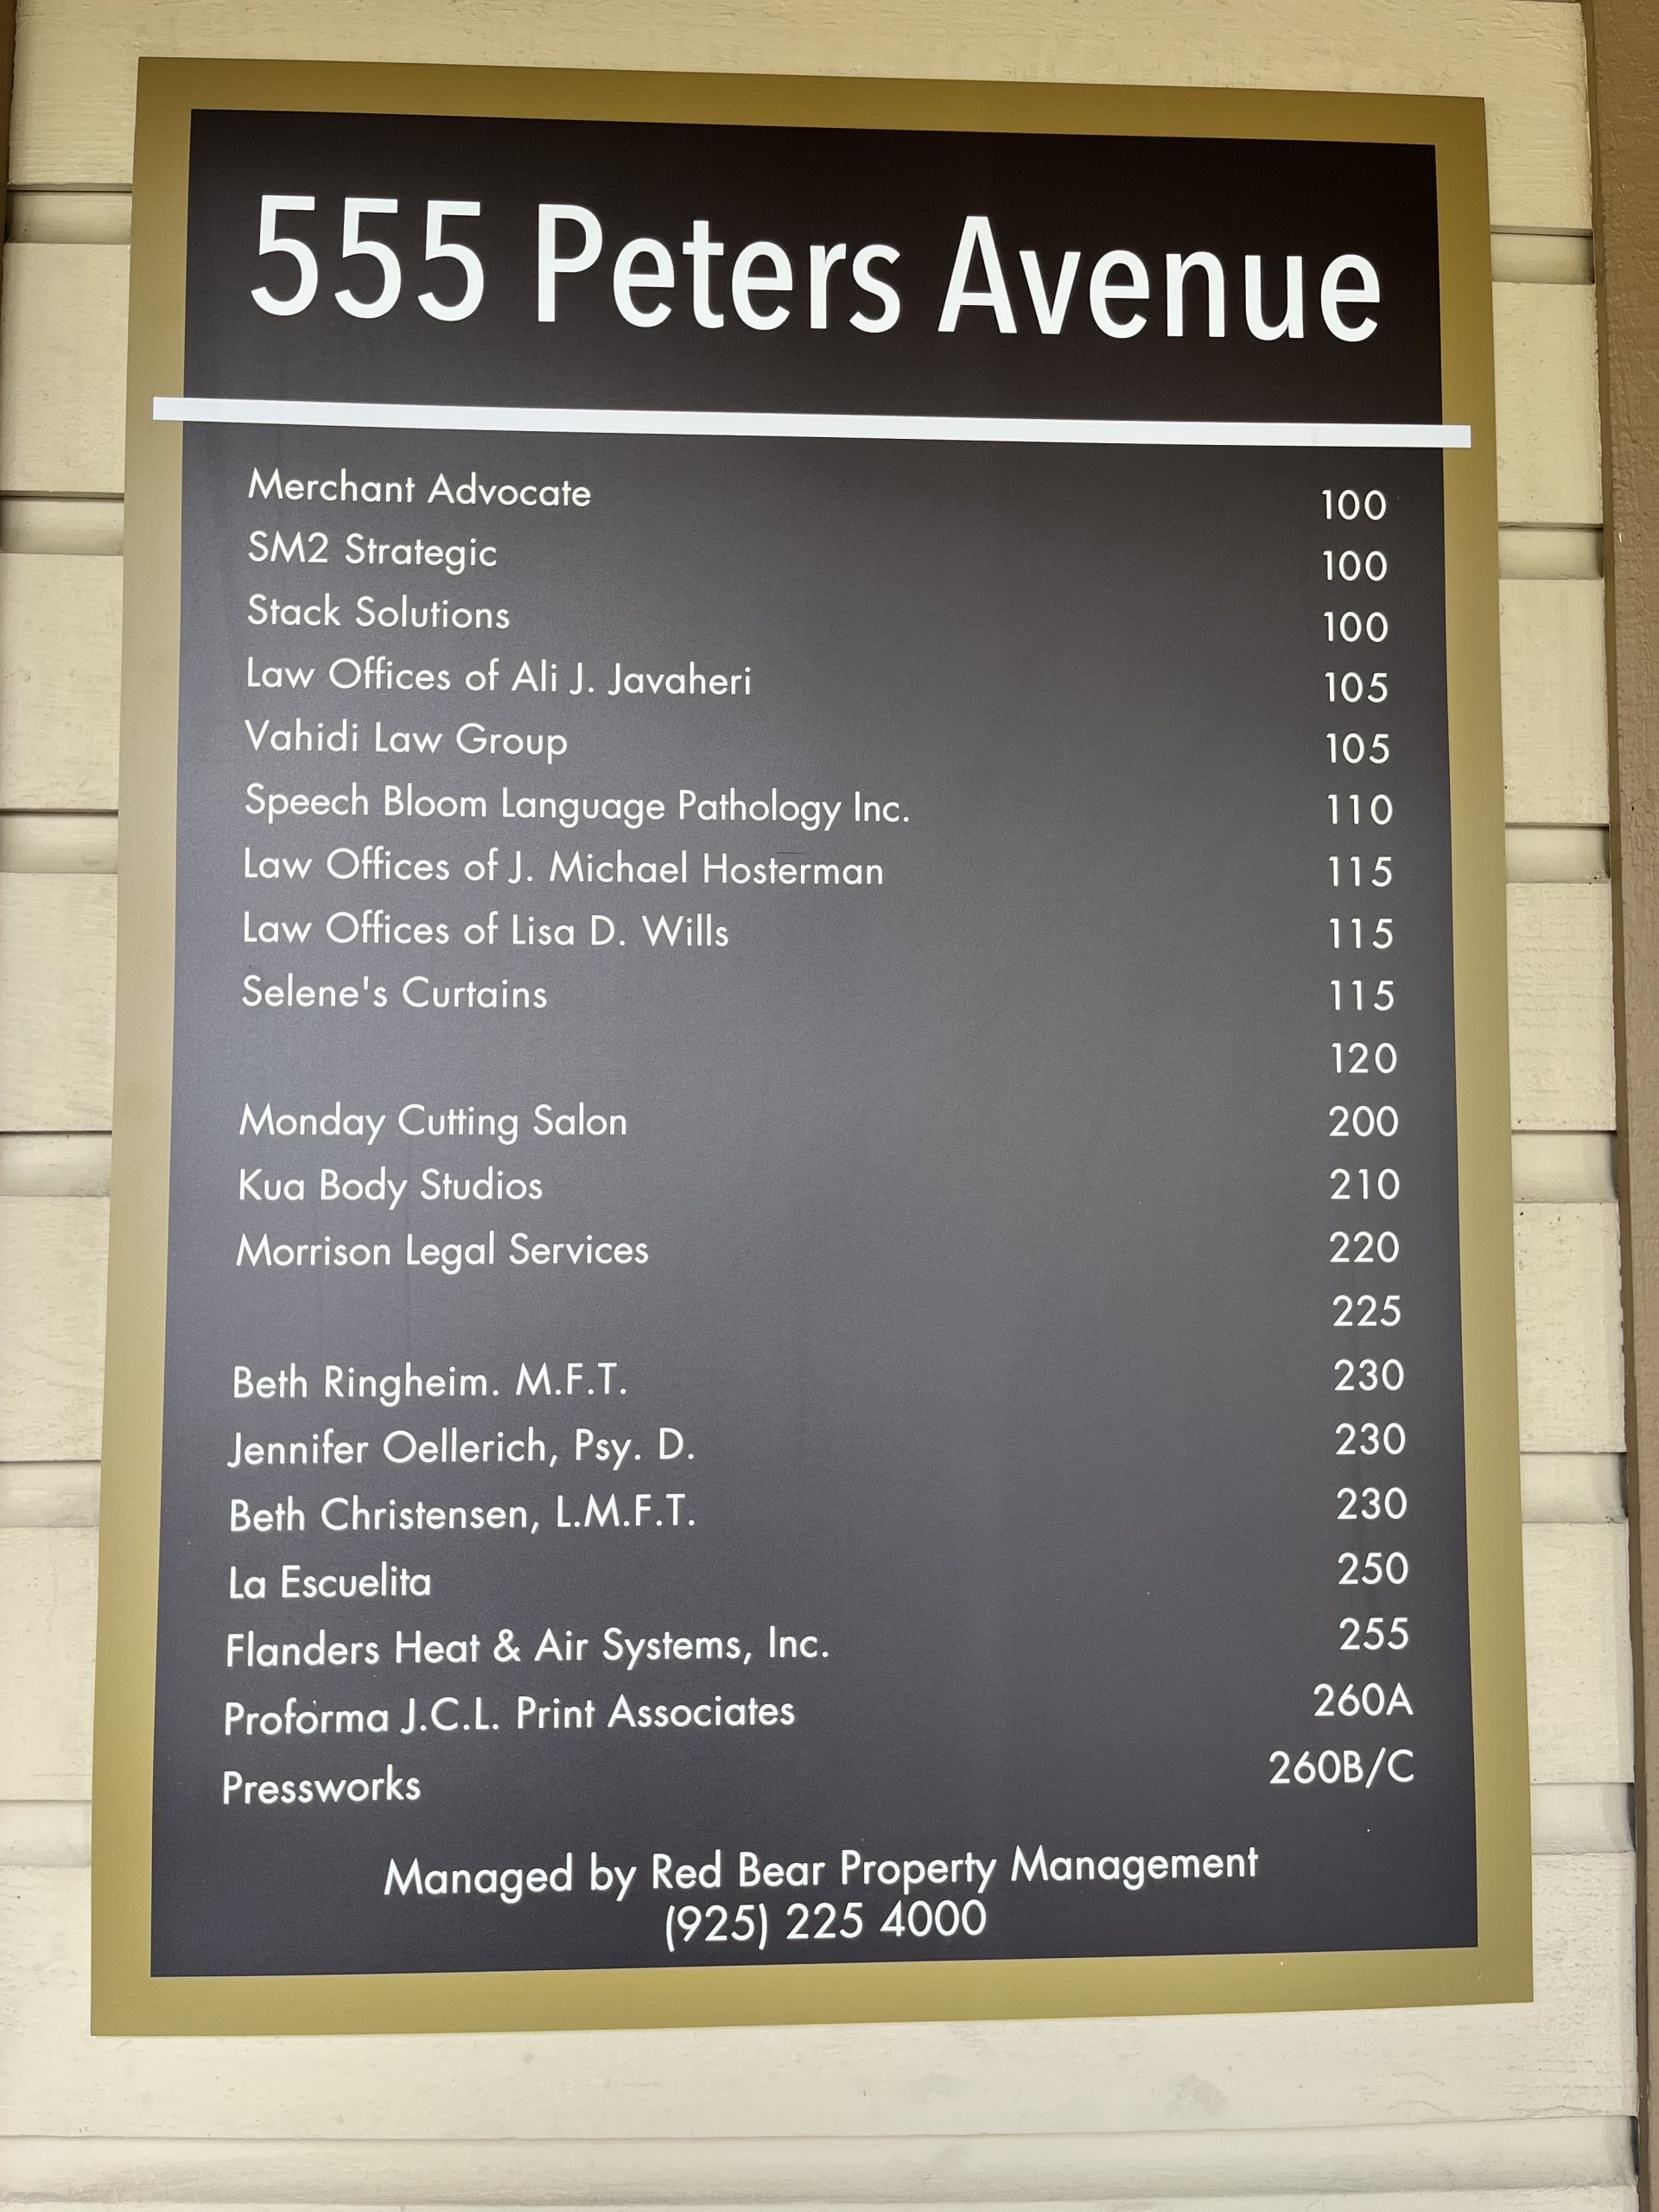 555 Peters Avenue
Merchant Advocate 100
SM2 Strategic 100
Stack Solutions 100
Law Offices of Ali J. Javaheri 105
Vahidi Law Group 105
Speech Bloom Language Pathology Inc. 110
Law Offices of J. Michael Hosterman 115
Law Offices of Lisa D. Wills 115
Selene's Curtains 115
120
Monday Cutting Salon 200
Kua Body Studios 210
Morrison Legal Services 220
225
Beth Ringheim. M.F.T. 230
Jennifer Oellerich, Psy. D. 230
Beth Christensen, L.M.F.T. 230
La Escuelita 250
Flanders Heat & Air Systems, Inc. 255
Proforma J.C.L. Print Associates 260A
Pressworks 260B/C
Managed by Red Bear Property Management
(925) 225 4000